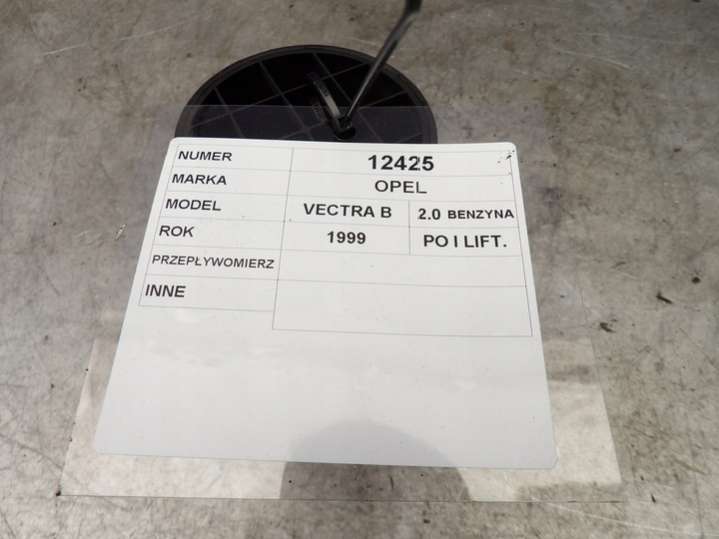 NUMER 12425
MARKA OPEL
MODEL VECTRA B 2.0 BENZYNA
ROK 1999 PO I LIFT.
PRZEPŁYWOMIERZ
INNE